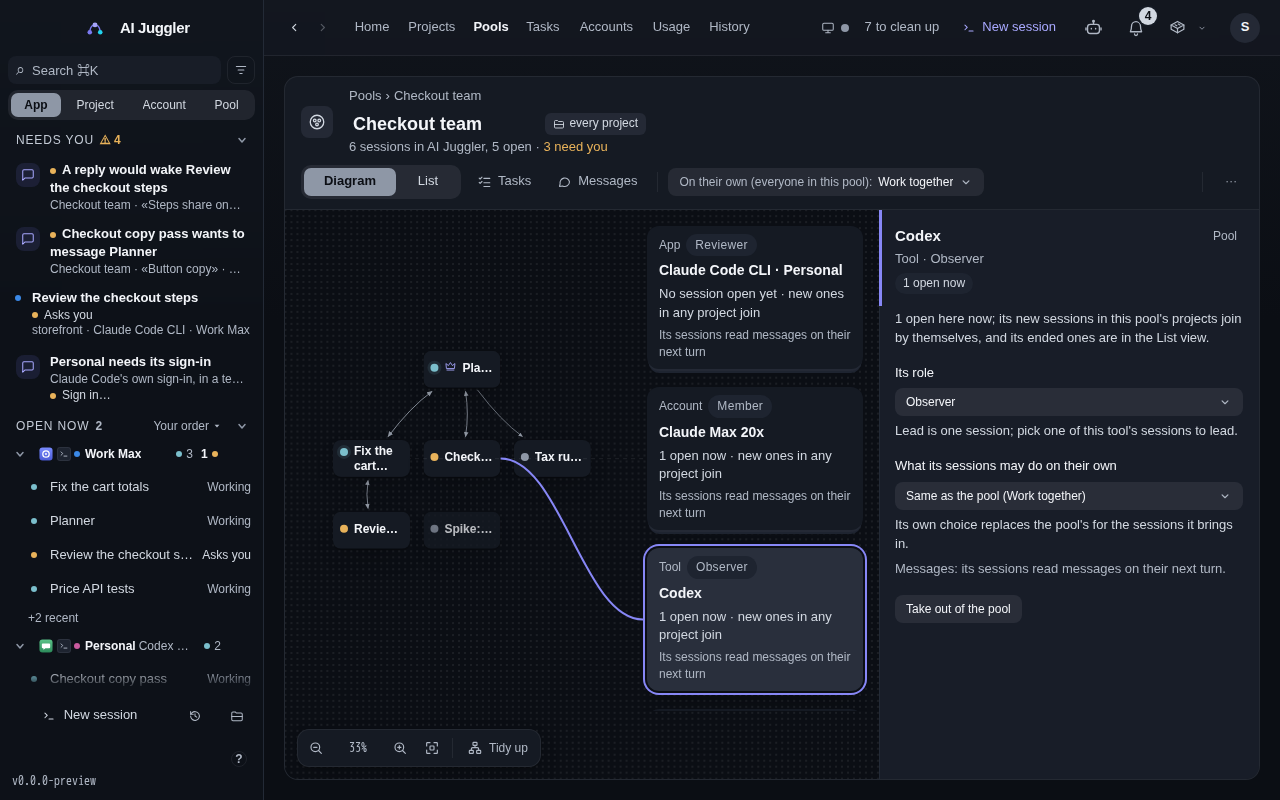 AI Juggler
Search ⌘K
App Project Account Pool
NEEDS YOU 4
A reply would wake Review
the checkout steps
Checkout team · «Steps share on…
Checkout copy pass wants to
message Planner
Checkout team · «Button copy» · …
Review the checkout steps
Asks you
storefront · Claude Code CLI · Work Max
Personal needs its sign-in
Claude Code's own sign-in, in a te…
Sign in…
OPEN NOW 2 Your order
Work Max 3 1
Fix the cart totals Working
Planner Working
Review the checkout s… Asks you
Price API tests Working
+2 recent
Personal Codex … 2
Checkout copy pass Working
New session
?
v0.0.0-preview
Home Projects Pools Tasks Accounts Usage History
7 to clean up
New session
4
S
Pools › Checkout team
Checkout team every project
6 sessions in AI Juggler, 5 open · 3 need you
Diagram List Tasks Messages
On their own (everyone in this pool): Work together
Pla…
Fix the
cart…
Check…
Tax ru…
Revie…
Spike:…
App Reviewer
Claude Code CLI · Personal
No session open yet · new ones
in any project join
Its sessions read messages on their
next turn
Account Member
Claude Max 20x
1 open now · new ones in any
project join
Its sessions read messages on their
next turn
Tool Observer
Codex
1 open now · new ones in any
project join
Its sessions read messages on their
next turn
33%
Tidy up
Codex Pool
Tool · Observer
1 open now
1 open here now; its new sessions in this pool's projects join
by themselves, and its ended ones are in the List view.
Its role
Observer
Lead is one session; pick one of this tool's sessions to lead.
What its sessions may do on their own
Same as the pool (Work together)
Its own choice replaces the pool's for the sessions it brings
in.
Messages: its sessions read messages on their next turn.
Take out of the pool